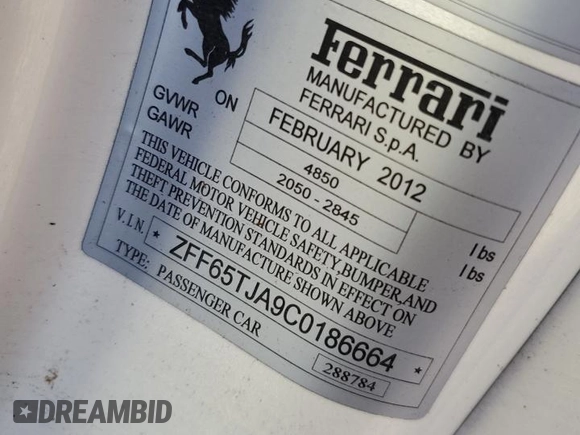 Ferrari
MANUFACTURED BY
FERRARI S.p.A.
ON FEBRUARY 2012
GVWR 4850 lbs
GAWR 2050 - 2845 lbs
THIS VEHICLE CONFORMS TO ALL APPLICABLE
FEDERAL MOTOR VEHICLE SAFETY, BUMPER, AND
THEFT PREVENTION STANDARDS IN EFFECT ON
THE DATE OF MANUFACTURE SHOWN ABOVE
V.I.N. * ZFF65TJA9C0186664 *
TYPE: PASSENGER CAR
288784
DREAMBID